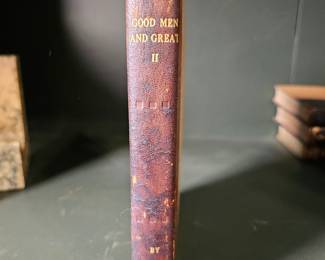 GOOD MEN
AND GREAT
II
BY